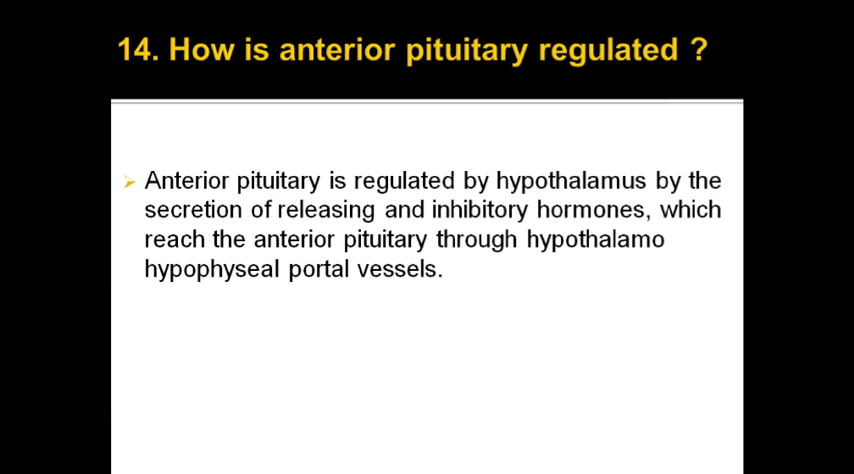 14. How is anterior pituitary regulated ?
Anterior pituitary is regulated by hypothalamus by the
secretion of releasing and inhibitory hormones, which
reach the anterior pituitary through hypothalamo
hypophyseal portal vessels.